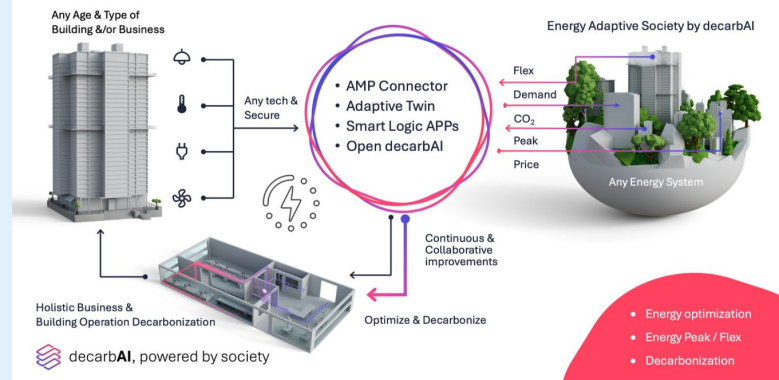 Any Age & Type of
Building &/or Business
Any tech &
Secure
• AMP Connector
• Adaptive Twin
• Smart Logic APPs
• Open decarbAI
Energy Adaptive Society by decarbAI
Flex
Demand
CO₂
Peak
Price
Any Energy System
Continuous &
Collaborative
improvements
Optimize & Decarbonize
Holistic Business &
Building Operation Decarbonization
decarbAI, powered by society
• Energy optimization
• Energy Peak / Flex
• Decarbonization